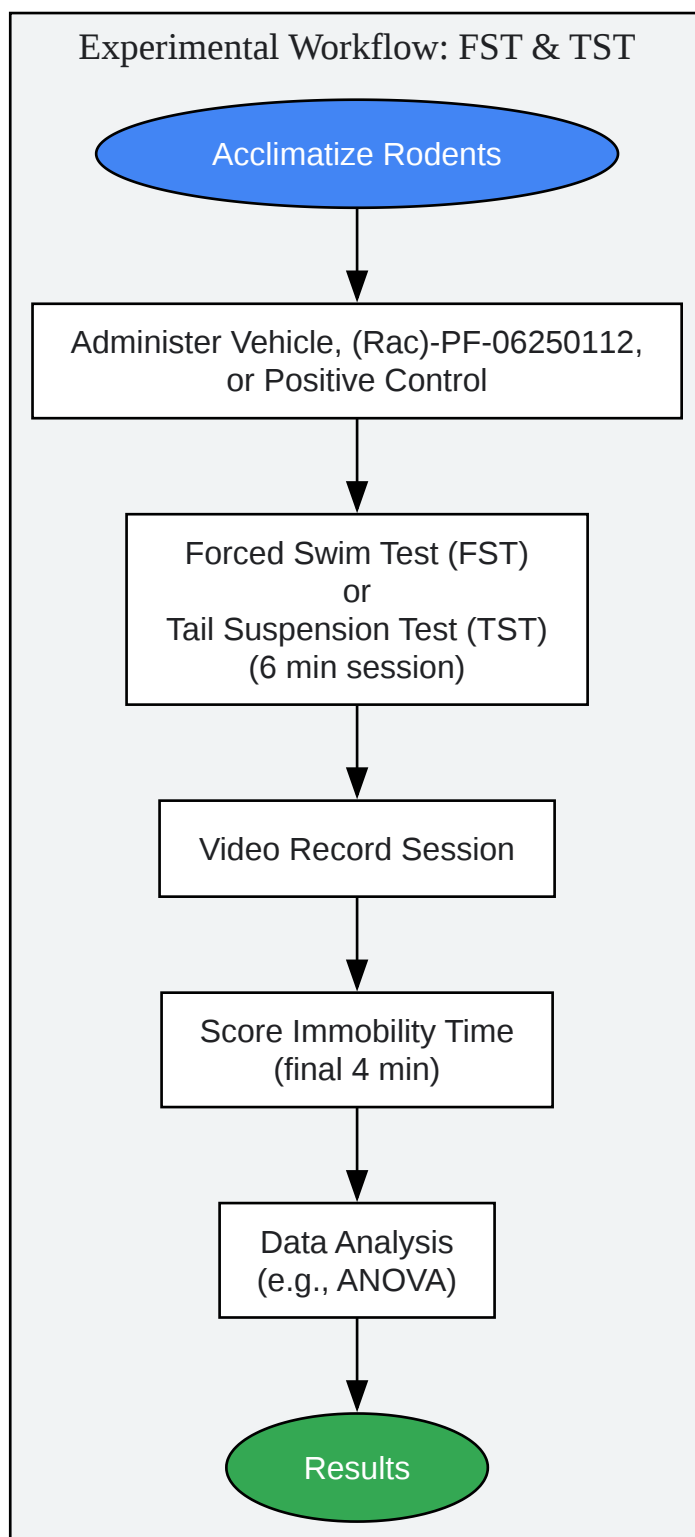 Experimental Workflow: FST & TST
Acclimatize Rodents
Administer Vehicle, (Rac)-PF-06250112,
or Positive Control
Forced Swim Test (FST)
or
Tail Suspension Test (TST)
(6 min session)
Video Record Session
Score Immobility Time
(final 4 min)
Data Analysis
(e.g., ANOVA)
Results